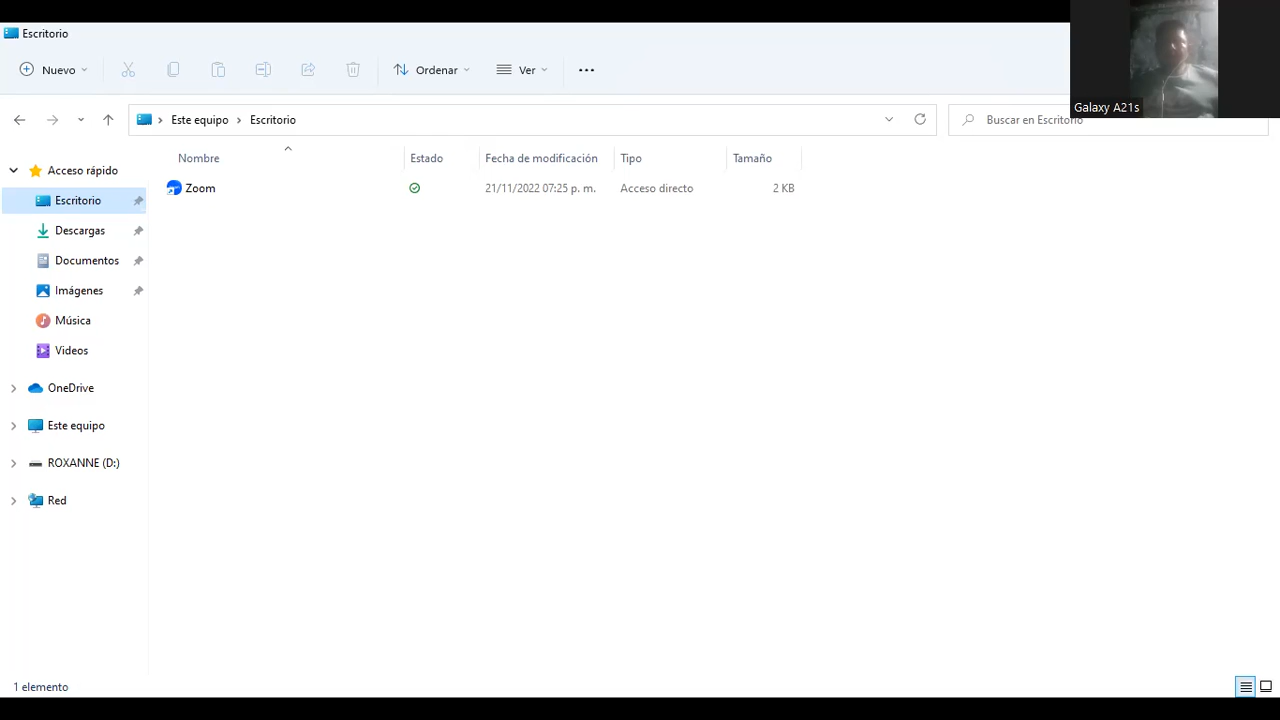 Escritorio
Nuevo
Ordenar
Ver
Galaxy A21s
Este equipo
Escritorio
Buscar en Escritorio
Nombre
Estado
Fecha de modificación
Tipo
Tamaño
Zoom
21/11/2022 07:25 p. m.
Acceso directo
2 KB
Acceso rápido
Escritorio
Descargas
Documentos
Imágenes
Música
Videos
OneDrive
Este equipo
ROXANNE (D:)
Red
1 elemento